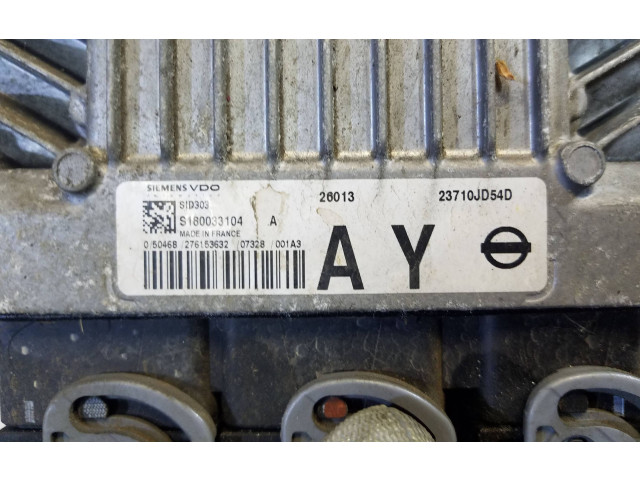 SIEMENS VDO
SID303
S180033104 A
MADE IN FRANCE
0/50468 276153632 07328 001A3
26013 23710JD54D
A Y